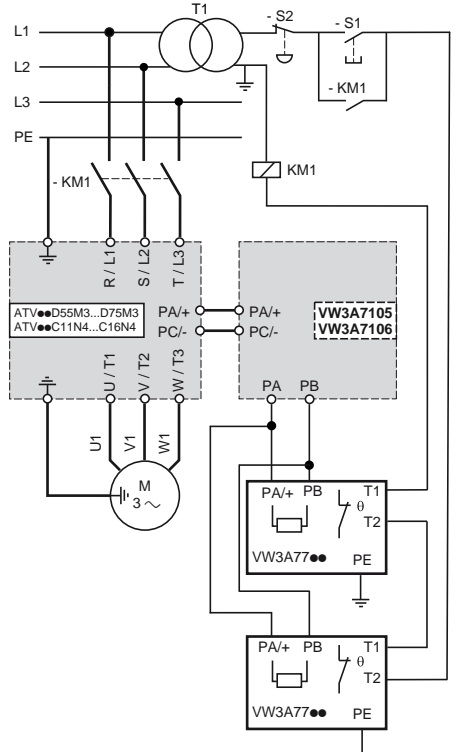 T1
L1
- S2
- S1
L2
L3
- KM1
PE
- KM1
KM1
R / L1
S / L2
T / L3
ATV●●D55M3...D75M3
ATV●●C11N4...C16N4
PA/+
PC/-
PA/+
PC/-
VW3A7105
VW3A7106
U / T1
V / T2
W / T3
PA
PB
U1
V1
W1
M
3 ~
PA/+
PB
T1
θ
T2
VW3A77●●
PE
PA/+
PB
T1
θ
T2
VW3A77●●
PE